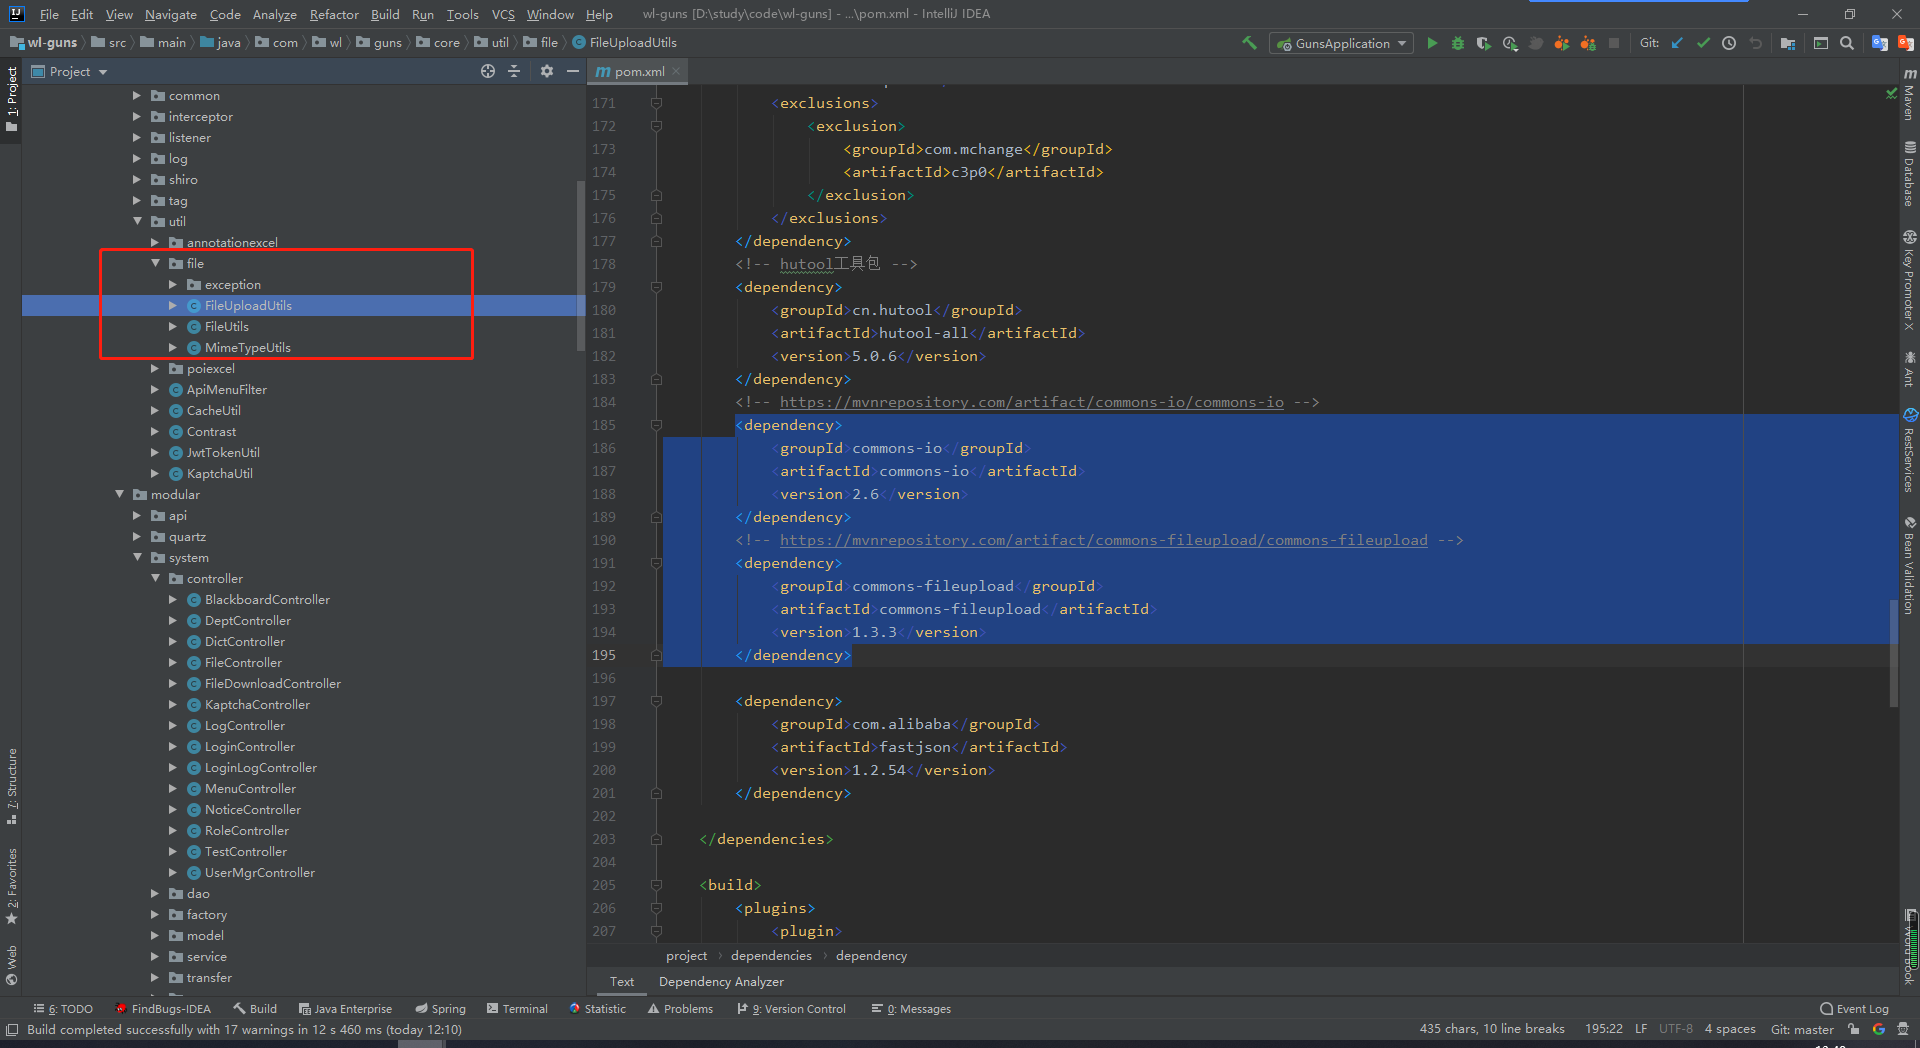 File Edit View Navigate Code Analyze Refactor Build Run Tools VCS Window Help wl-guns [D:\study\code\wl-guns] - ...\pom.xml - IntelliJ IDEA
wl-guns src main java com wl guns core util file FileUploadUtils GunsApplication Git:
Project
pom.xml
1: Project
7: Structure
2: Favorites
Web
common
interceptor
listener
log
shiro
tag
util
annotationexcel
file
exception
FileUploadUtils
FileUtils
MimeTypeUtils
poiexcel
ApiMenuFilter
CacheUtil
Contrast
JwtTokenUtil
KaptchaUtil
modular
api
quartz
system
controller
BlackboardController
DeptController
DictController
FileController
FileDownloadController
KaptchaController
LogController
LoginController
LoginLogController
MenuController
NoticeController
RoleController
TestController
UserMgrController
dao
factory
model
service
transfer
171 <exclusions>
172 <exclusion>
173 <groupId>com.mchange</groupId>
174 <artifactId>c3p0</artifactId>
175 </exclusion>
176 </exclusions>
177 </dependency>
178 <!-- hutool工具包 -->
179 <dependency>
180 <groupId>cn.hutool</groupId>
181 <artifactId>hutool-all</artifactId>
182 <version>5.0.6</version>
183 </dependency>
184 <!-- https://mvnrepository.com/artifact/commons-io/commons-io -->
185 <dependency>
186 <groupId>commons-io</groupId>
187 <artifactId>commons-io</artifactId>
188 <version>2.6</version>
189 </dependency>
190 <!-- https://mvnrepository.com/artifact/commons-fileupload/commons-fileupload -->
191 <dependency>
192 <groupId>commons-fileupload</groupId>
193 <artifactId>commons-fileupload</artifactId>
194 <version>1.3.3</version>
195 </dependency>
196
197 <dependency>
198 <groupId>com.alibaba</groupId>
199 <artifactId>fastjson</artifactId>
200 <version>1.2.54</version>
201 </dependency>
202
203 </dependencies>
204
205 <build>
206 <plugins>
207 <plugin>
project dependencies dependency
Text Dependency Analyzer
Maven
Database
Key Promoter X
Ant
RestServices
Bean Validation
6: TODO FindBugs-IDEA Build Java Enterprise Spring Terminal Statistic Problems 9: Version Control 0: Messages Event Log
Build completed successfully with 17 warnings in 12 s 460 ms (today 12:10) 435 chars, 10 line breaks 195:22 LF UTF-8 4 spaces Git: master